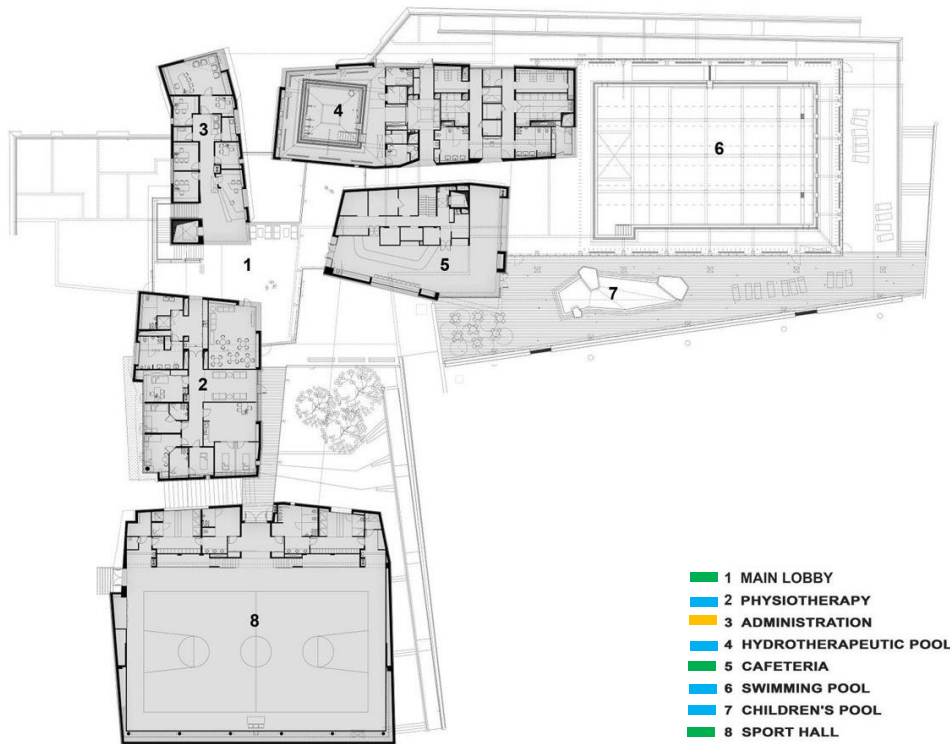 3
4
6
5
1
7
2
8
1 MAIN LOBBY
2 PHYSIOTHERAPY
3 ADMINISTRATION
4 HYDROTHERAPEUTIC POOL
5 CAFETERIA
6 SWIMMING POOL
7 CHILDREN'S POOL
8 SPORT HALL